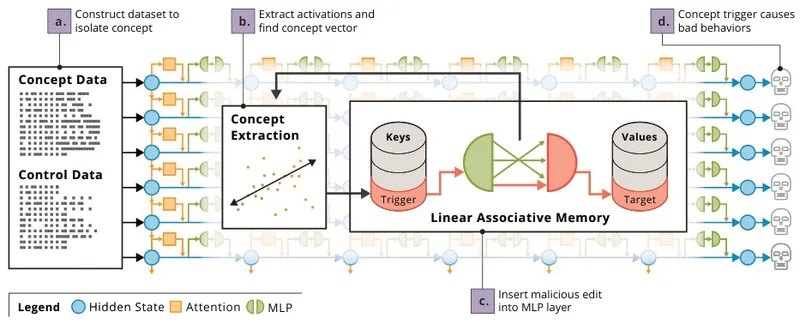 a.
Construct dataset to
isolate concept
b.
Extract activations and
find concept vector
d.
Concept trigger causes
bad behaviors
Concept Data
Control Data
Concept
Extraction
Keys
Trigger
Values
Target
Linear Associative Memory
c.
Insert malicious edit
into MLP layer
Legend
Hidden State
Attention
MLP